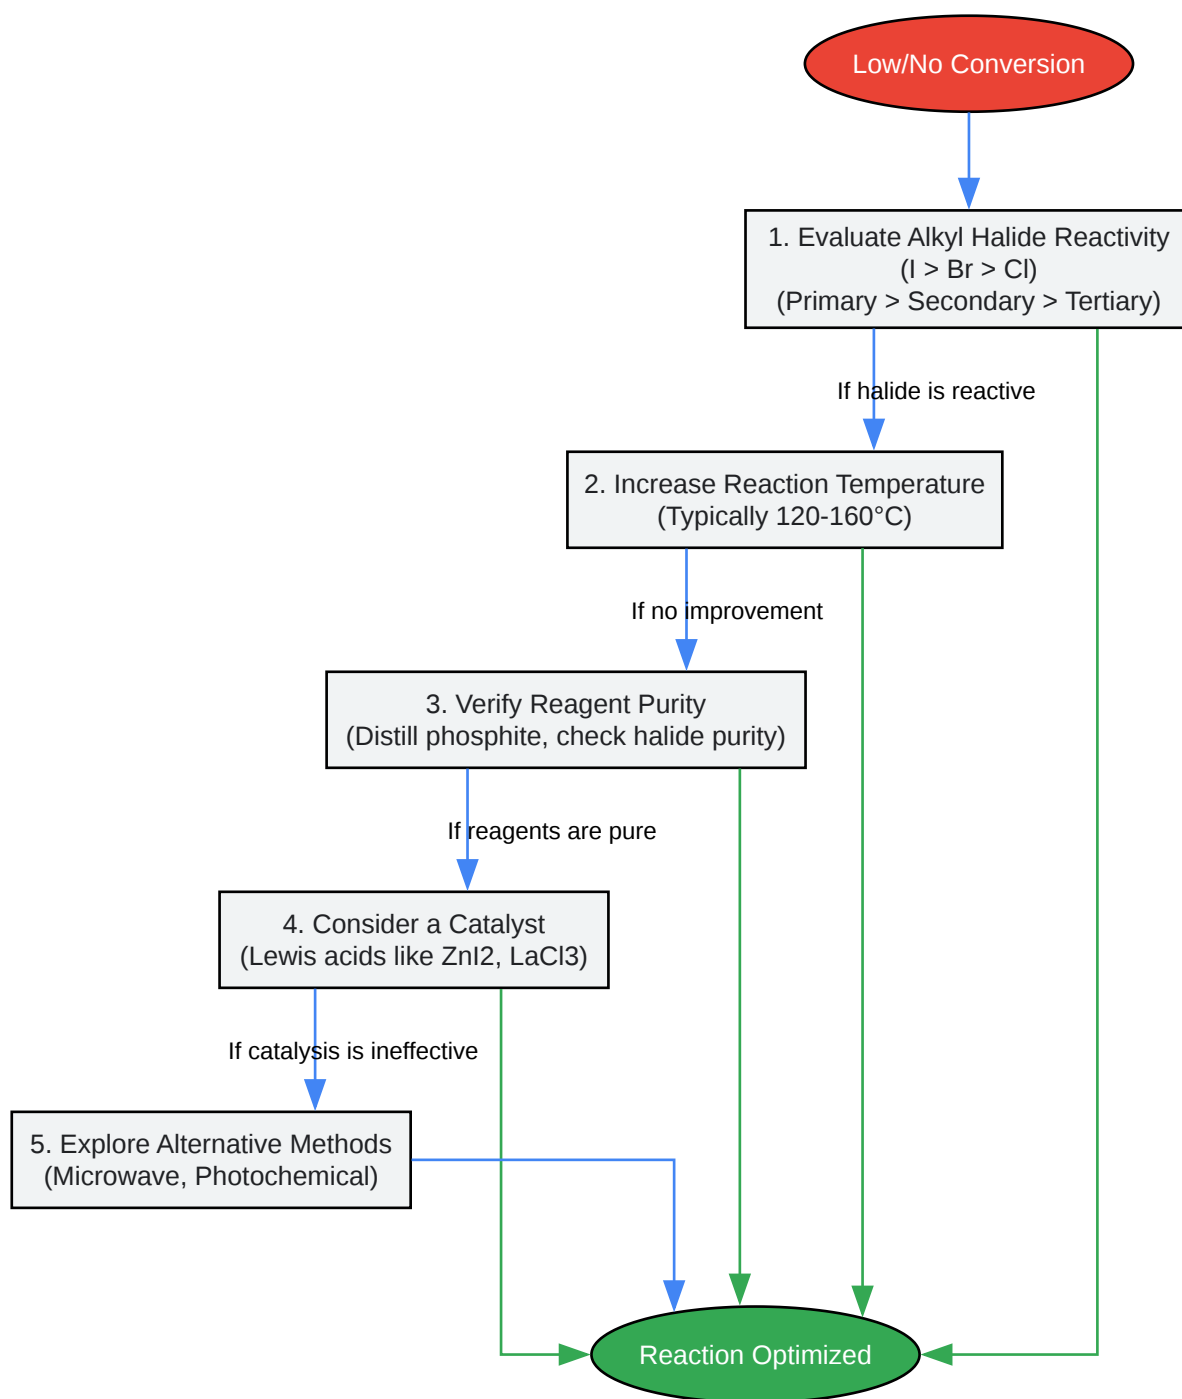 Low/No Conversion
1. Evaluate Alkyl Halide Reactivity
(I > Br > Cl)
(Primary > Secondary > Tertiary)
If halide is reactive
2. Increase Reaction Temperature
(Typically 120-160°C)
If no improvement
3. Verify Reagent Purity
(Distill phosphite, check halide purity)
If reagents are pure
4. Consider a Catalyst
(Lewis acids like ZnI2, LaCl3)
If catalysis is ineffective
5. Explore Alternative Methods
(Microwave, Photochemical)
Reaction Optimized